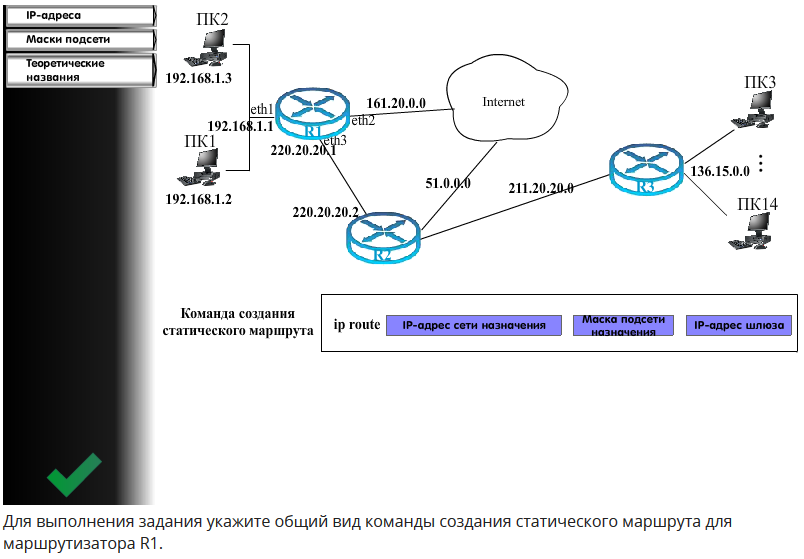 IP-адреса
Маски подсети
Теоретические
названия
ПК2
192.168.1.3
eth1
192.168.1.1
R1
eth2
161.20.0.0
Internet
ПК3
ПК1
eth3
220.20.20.1
192.168.1.2
51.0.0.0
211.20.20.0
R3
136.15.0.0
ПК14
220.20.20.2
R2
Команда создания
статического маршрута
ip route
IP-адрес сети назначения
Маска подсети
назначения
IP-адрес шлюза
Для выполнения задания укажите общий вид команды создания статического маршрута для
маршрутизатора R1.